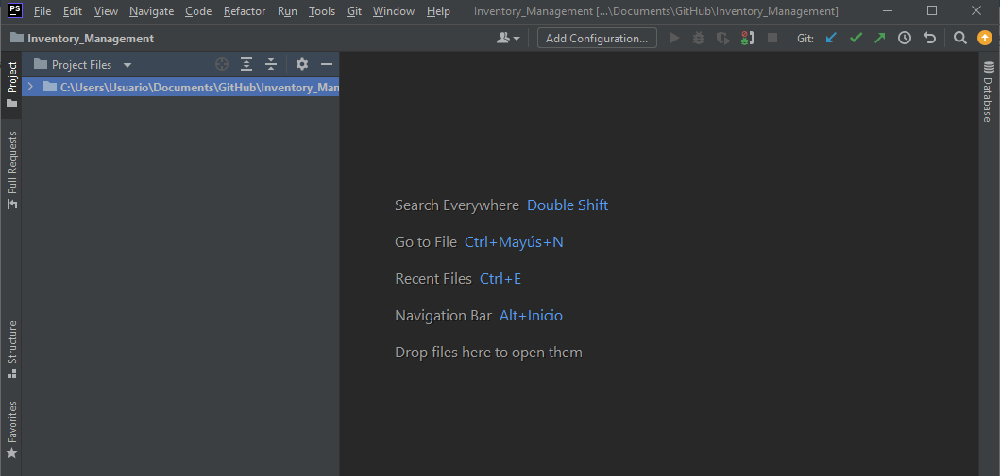 PS File Edit View Navigate Code Refactor Run Tools Git Window Help Inventory_Management [...\Documents\GitHub\Inventory_Management]
Inventory_Management Add Configuration... Git:
Project Files
C:\Users\Usuario\Documents\GitHub\Inventory_Man
Project
Pull Requests
Structure
Favorites
Search Everywhere Double Shift
Go to File Ctrl+Mayús+N
Recent Files Ctrl+E
Navigation Bar Alt+Inicio
Drop files here to open them
Database